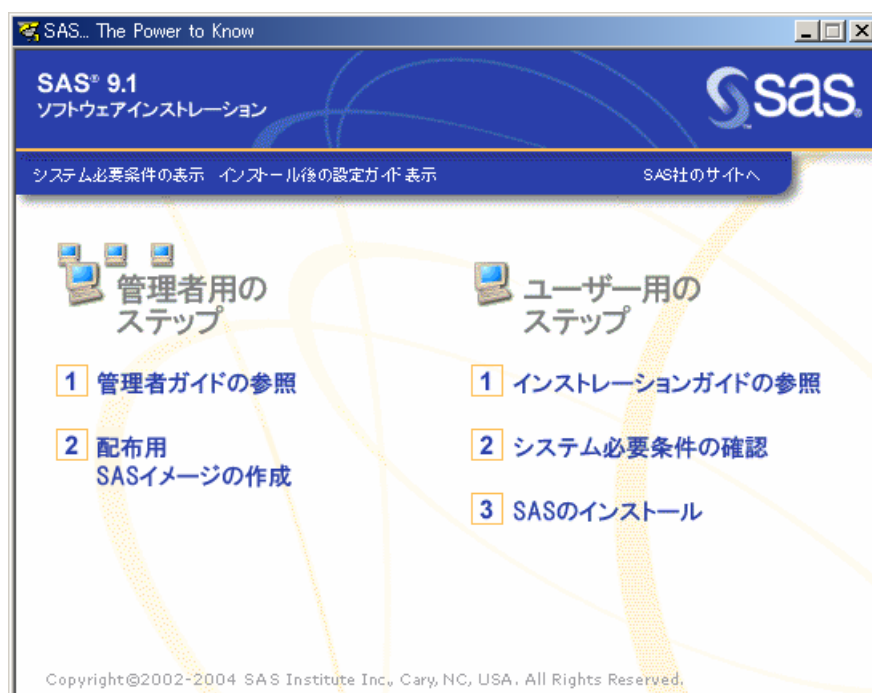 SAS... The Power to Know
SAS® 9.1
ソフトウェアインストレーション
sas.
システム必要条件の表示 インストール後の設定ガイド表示 SAS社のサイトへ
管理者用の
ステップ
1 管理者ガイドの参照
2 配布用
SASイメージの作成
ユーザー用の
ステップ
1 インストレーションガイドの参照
2 システム必要条件の確認
3 SASのインストール
Copyright©2002-2004 SAS Institute Inc., Cary, NC, USA. All Rights Reserved.